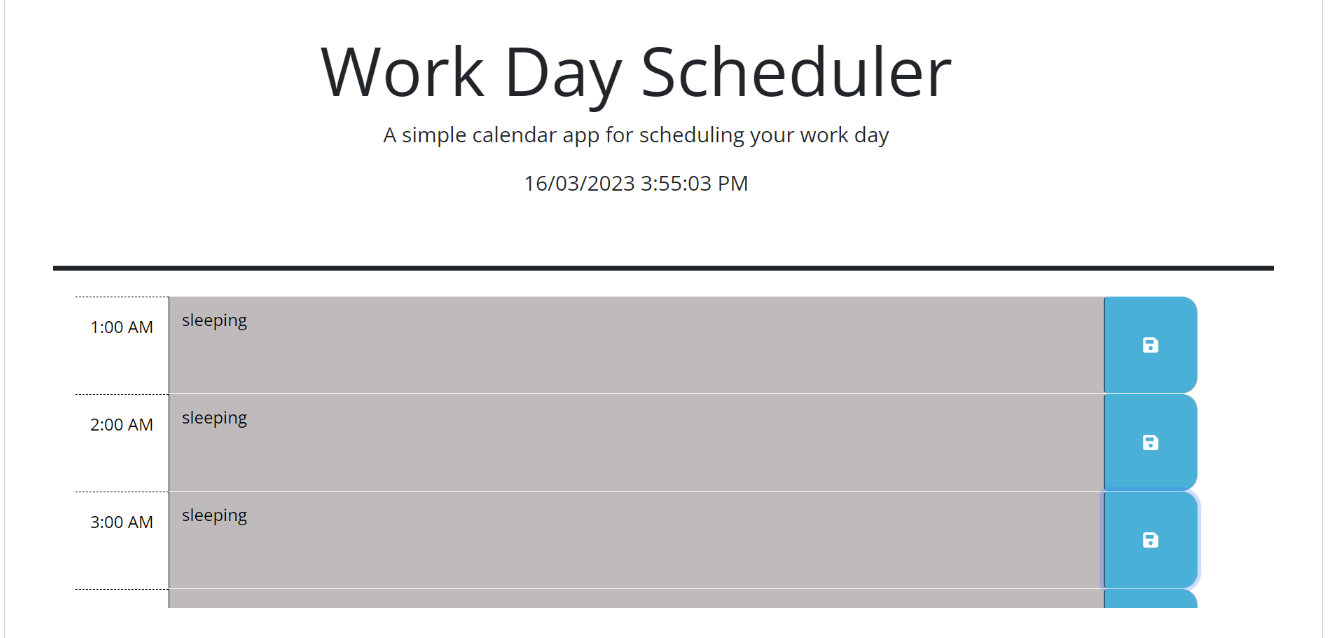 Work Day Scheduler
A simple calendar app for scheduling your work day
16/03/2023 3:55:03 PM
1:00 AM
sleeping
2:00 AM
sleeping
3:00 AM
sleeping